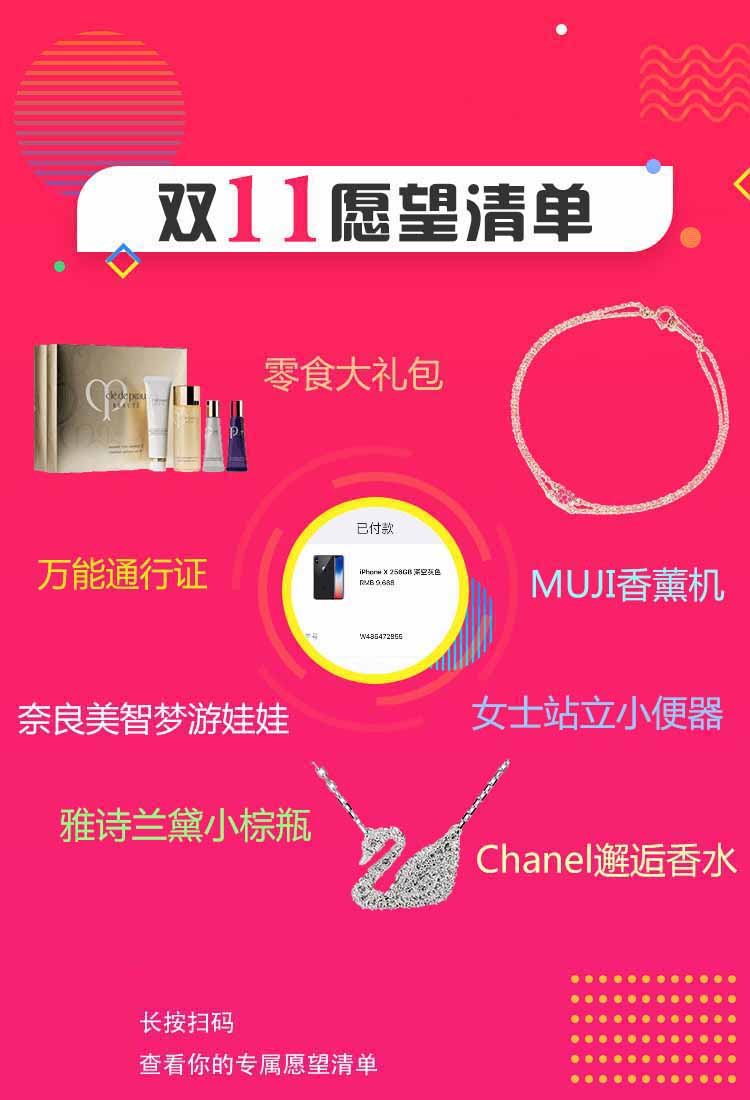 双11愿望清单
零食大礼包
clé de peau
BEAUTÉ
已付款
iPhone X 256GB 深空灰色
RMB 9,688
W486472855
万能通行证
MUJI香薰机
奈良美智梦游娃娃
女士站立小便器
雅诗兰黛小棕瓶
Chanel邂逅香水
长按扫码
查看你的专属愿望清单